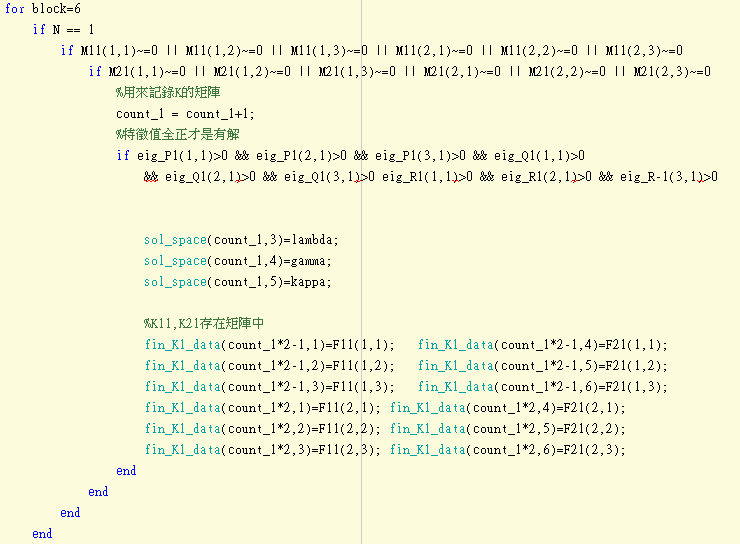 for block=6
if N == 1
if M11(1,1)~=0 || M11(1,2)~=0 || M11(1,3)~=0 || M11(2,1)~=0 || M11(2,2)~=0 || M11(2,3)~=0
if M21(1,1)~=0 || M21(1,2)~=0 || M21(1,3)~=0 || M21(2,1)~=0 || M21(2,2)~=0 || M21(2,3)~=0
%用來記錄K的矩陣
count_1 = count_1+1;
%特徵值全正才是有解
if eig_P1(1,1)>0 && eig_P1(2,1)>0 && eig_P1(3,1)>0 && eig_Q1(1,1)>0
&& eig_Q1(2,1)>0 && eig_Q1(3,1)>0 eig_R1(1,1)>0 && eig_R1(2,1)>0 && eig_R-1(3,1)>0
sol_space(count_1,3)=lambda;
sol_space(count_1,4)=gamma;
sol_space(count_1,5)=kappa;
%K11,K21存在矩陣中
fin_K1_data(count_1*2-1,1)=F11(1,1); fin_K1_data(count_1*2-1,4)=F21(1,1);
fin_K1_data(count_1*2-1,2)=F11(1,2); fin_K1_data(count_1*2-1,5)=F21(1,2);
fin_K1_data(count_1*2-1,3)=F11(1,3); fin_K1_data(count_1*2-1,6)=F21(1,3);
fin_K1_data(count_1*2,1)=F11(2,1); fin_K1_data(count_1*2,4)=F21(2,1);
fin_K1_data(count_1*2,2)=F11(2,2); fin_K1_data(count_1*2,5)=F21(2,2);
fin_K1_data(count_1*2,3)=F11(2,3); fin_K1_data(count_1*2,6)=F21(2,3);
end
end
end
end